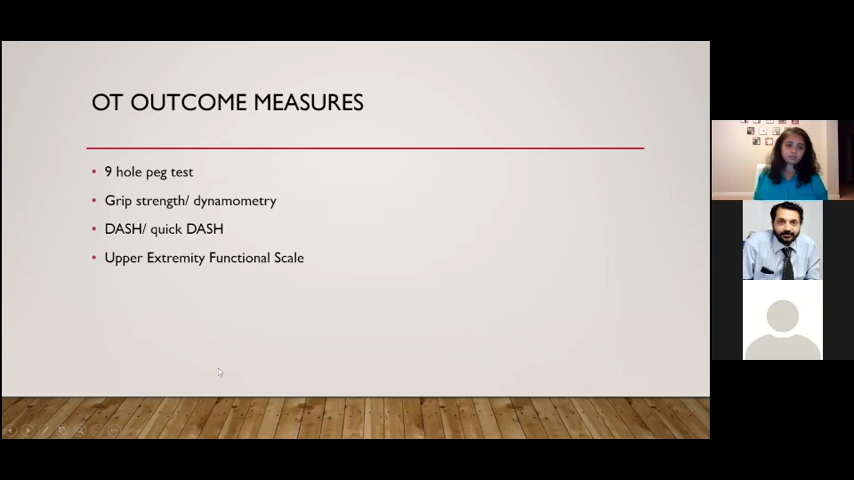 OT OUTCOME MEASURES
• 9 hole peg test
• Grip strength/ dynamometry
• DASH/ quick DASH
• Upper Extremity Functional Scale